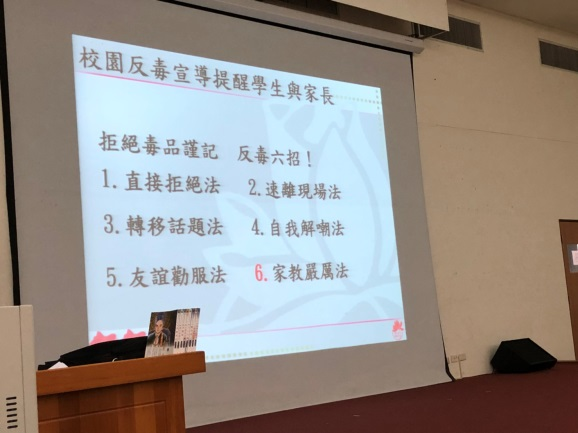 校園反毒宣導提醒學生與家長
拒絕毒品謹記 反毒六招!
1.直接拒絕法 2.遠離現場法
3.轉移話題法 4.自我解嘲法
5.友誼勸服法 6.家教嚴厲法